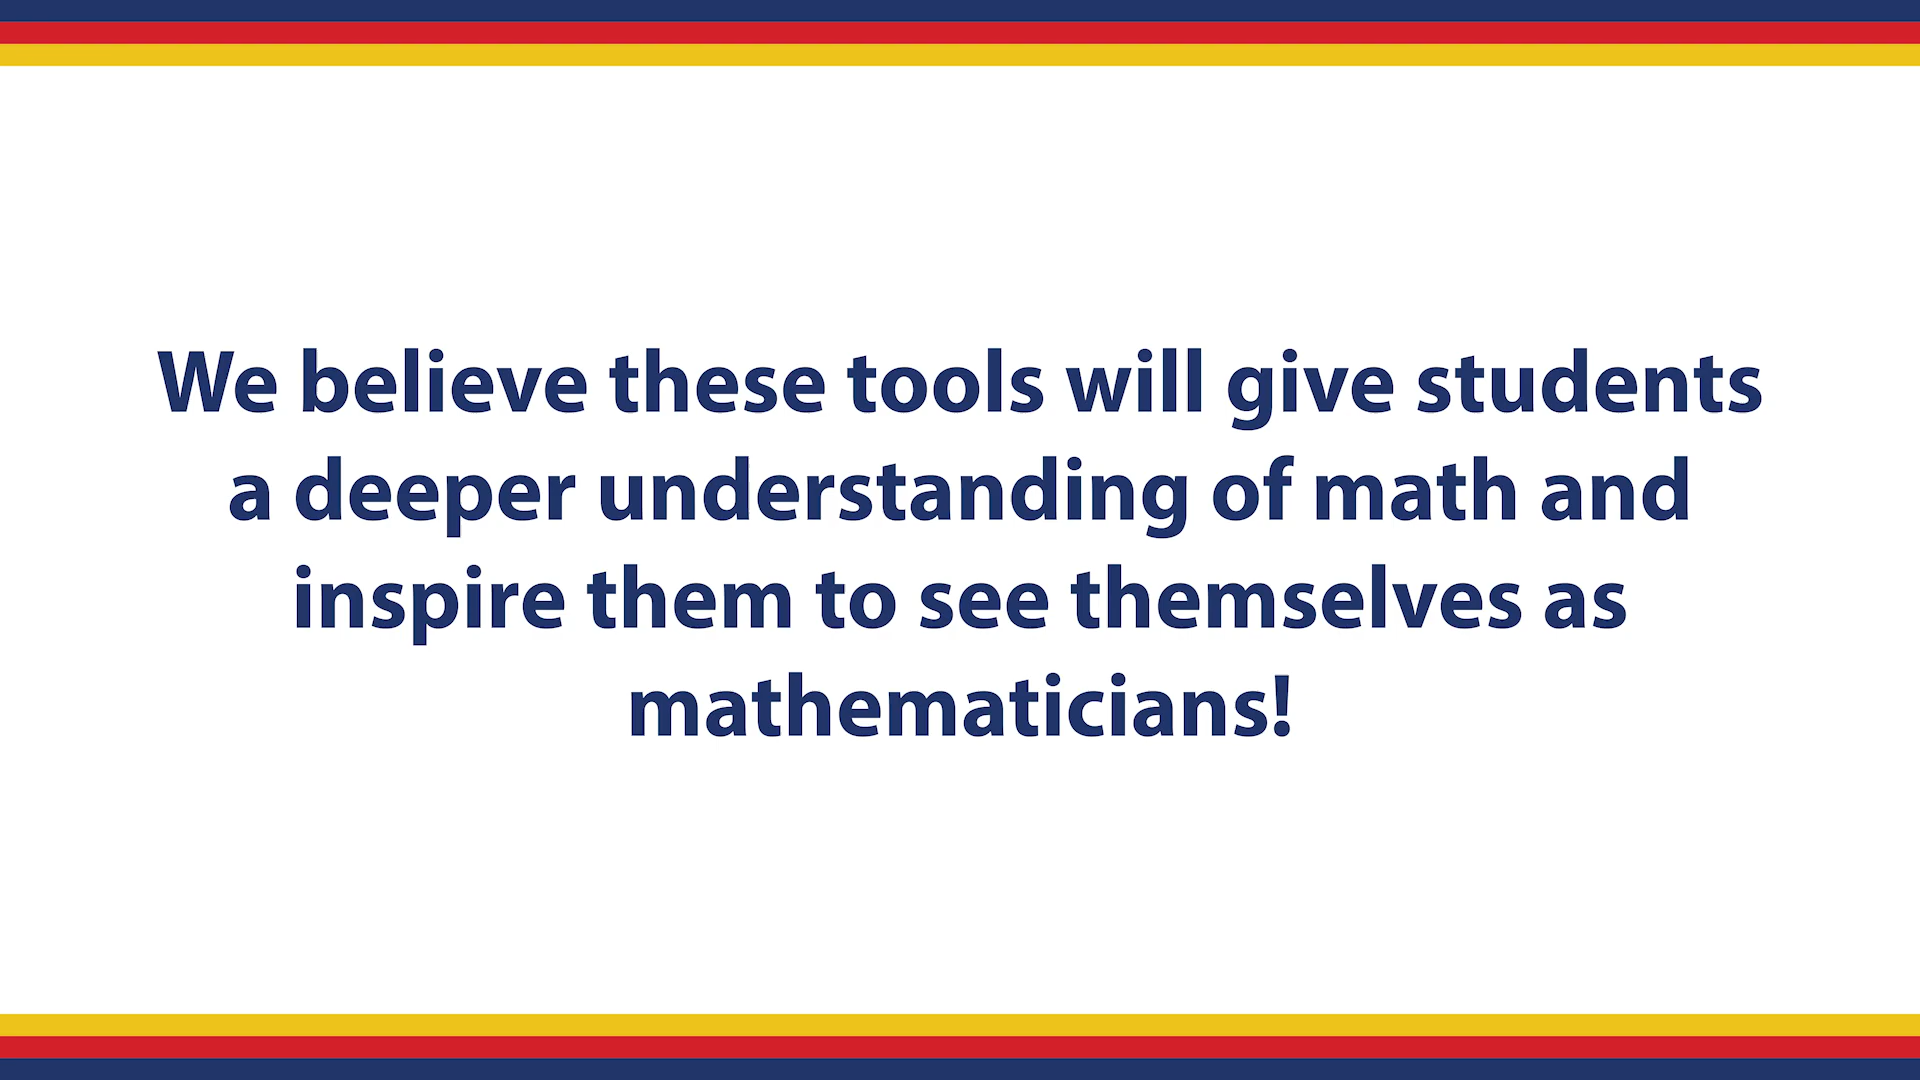 We believe these tools will give students
a deeper understanding of math and
inspire them to see themselves as
mathematicians!